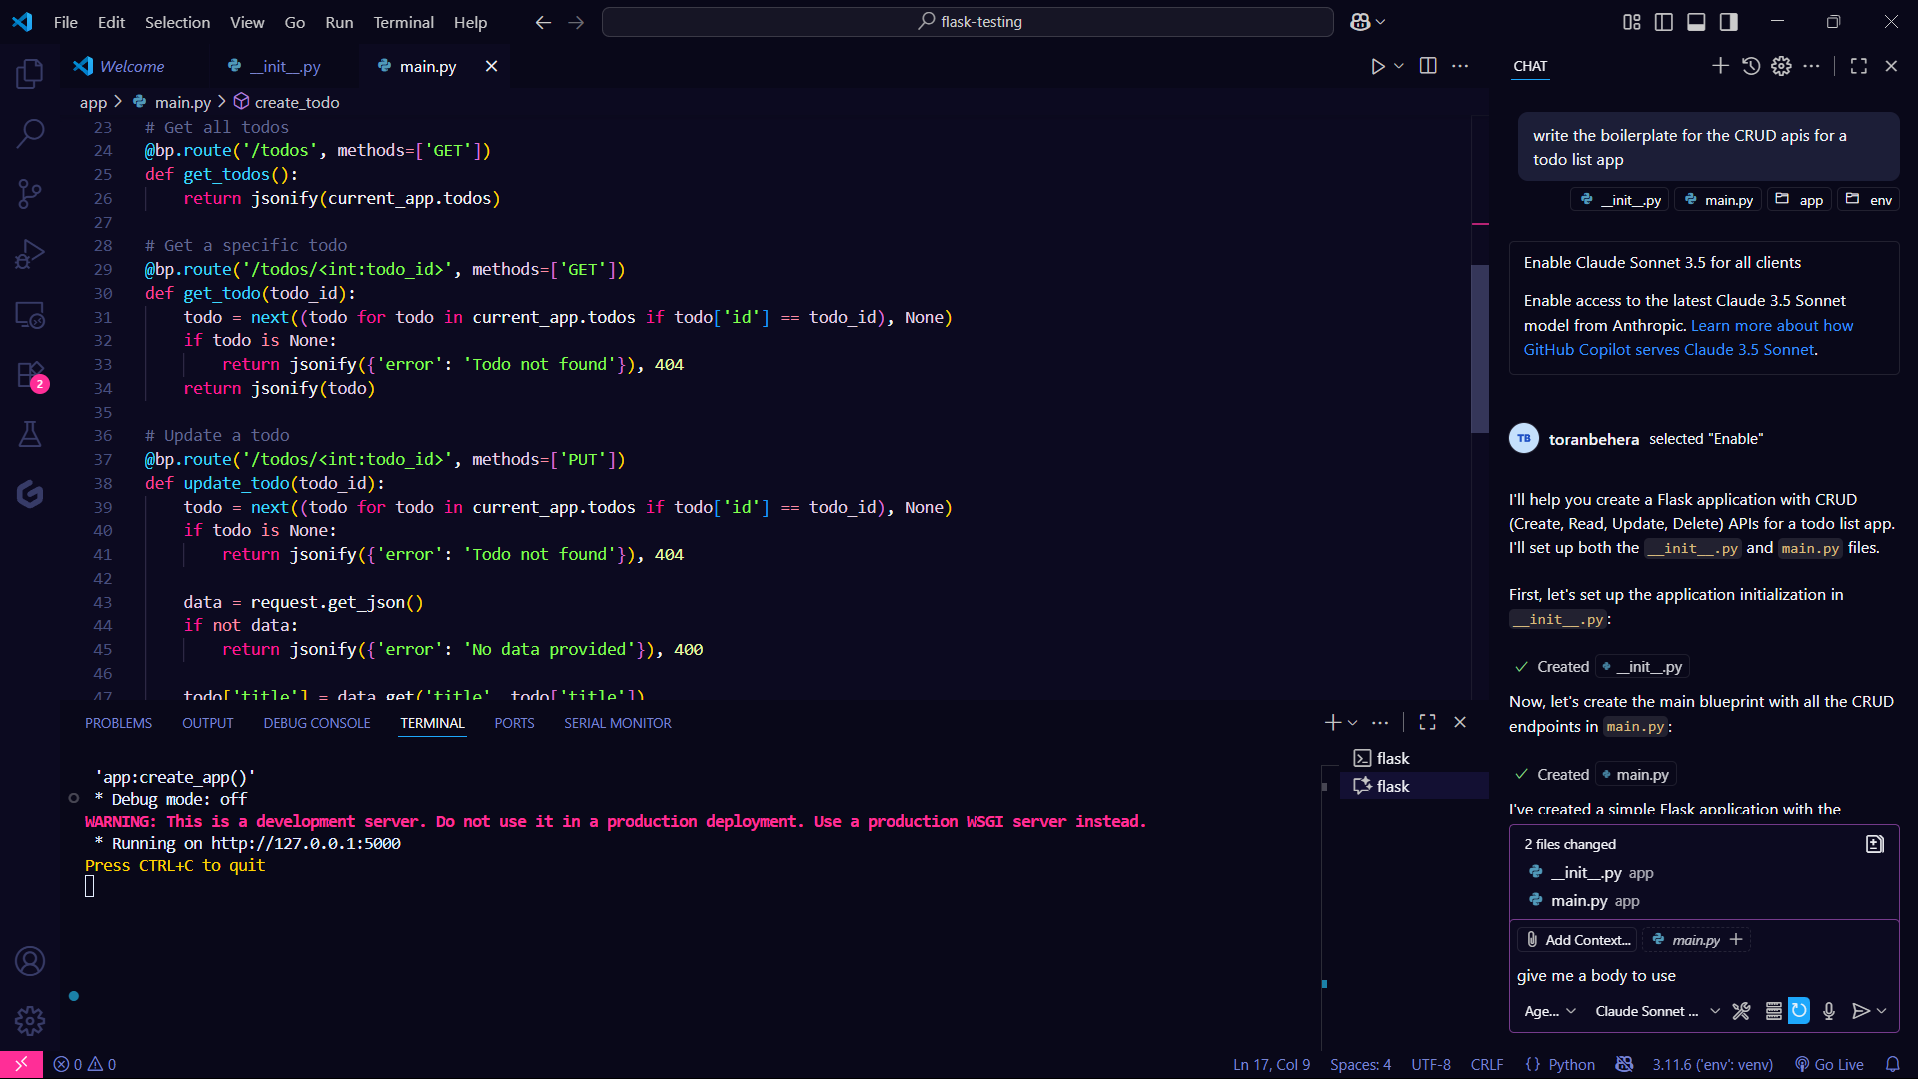 File Edit Selection View Go Run Terminal Help
flask-testing
Welcome
__init__.py
main.py
app > main.py > create_todo
23 # Get all todos
24 @bp.route('/todos', methods=['GET'])
25 def get_todos():
26 return jsonify(current_app.todos)
27
28 # Get a specific todo
29 @bp.route('/todos/<int:todo_id>', methods=['GET'])
30 def get_todo(todo_id):
31 todo = next((todo for todo in current_app.todos if todo['id'] == todo_id), None)
32 if todo is None:
33 return jsonify({'error': 'Todo not found'}), 404
34 return jsonify(todo)
35
36 # Update a todo
37 @bp.route('/todos/<int:todo_id>', methods=['PUT'])
38 def update_todo(todo_id):
39 todo = next((todo for todo in current_app.todos if todo['id'] == todo_id), None)
40 if todo is None:
41 return jsonify({'error': 'Todo not found'}), 404
42
43 data = request.get_json()
44 if not data:
45 return jsonify({'error': 'No data provided'}), 400
46
47 todo['title'] = data.get('title', todo['title'])
PROBLEMS OUTPUT DEBUG CONSOLE TERMINAL PORTS SERIAL MONITOR
'app:create_app()'
* Debug mode: off
WARNING: This is a development server. Do not use it in a production deployment. Use a production WSGI server instead.
* Running on http://127.0.0.1:5000
Press CTRL+C to quit
flask
flask
2
CHAT
write the boilerplate for the CRUD apis for a
todo list app
__init__.py main.py app env
Enable Claude Sonnet 3.5 for all clients
Enable access to the latest Claude 3.5 Sonnet
model from Anthropic. Learn more about how
GitHub Copilot serves Claude 3.5 Sonnet.
TB toranbehera selected "Enable"
I'll help you create a Flask application with CRUD
(Create, Read, Update, Delete) APIs for a todo list app.
I'll set up both the __init__.py and main.py files.
First, let's set up the application initialization in
__init__.py:
Created __init__.py
Now, let's create the main blueprint with all the CRUD
endpoints in main.py:
Created main.py
I've created a simple Flask application with the
2 files changed
__init__.py app
main.py app
Add Context... main.py
give me a body to use
Age... Claude Sonnet ...
0 0
Ln 17, Col 9 Spaces: 4 UTF-8 CRLF {} Python 3.11.6 ('env': venv) Go Live